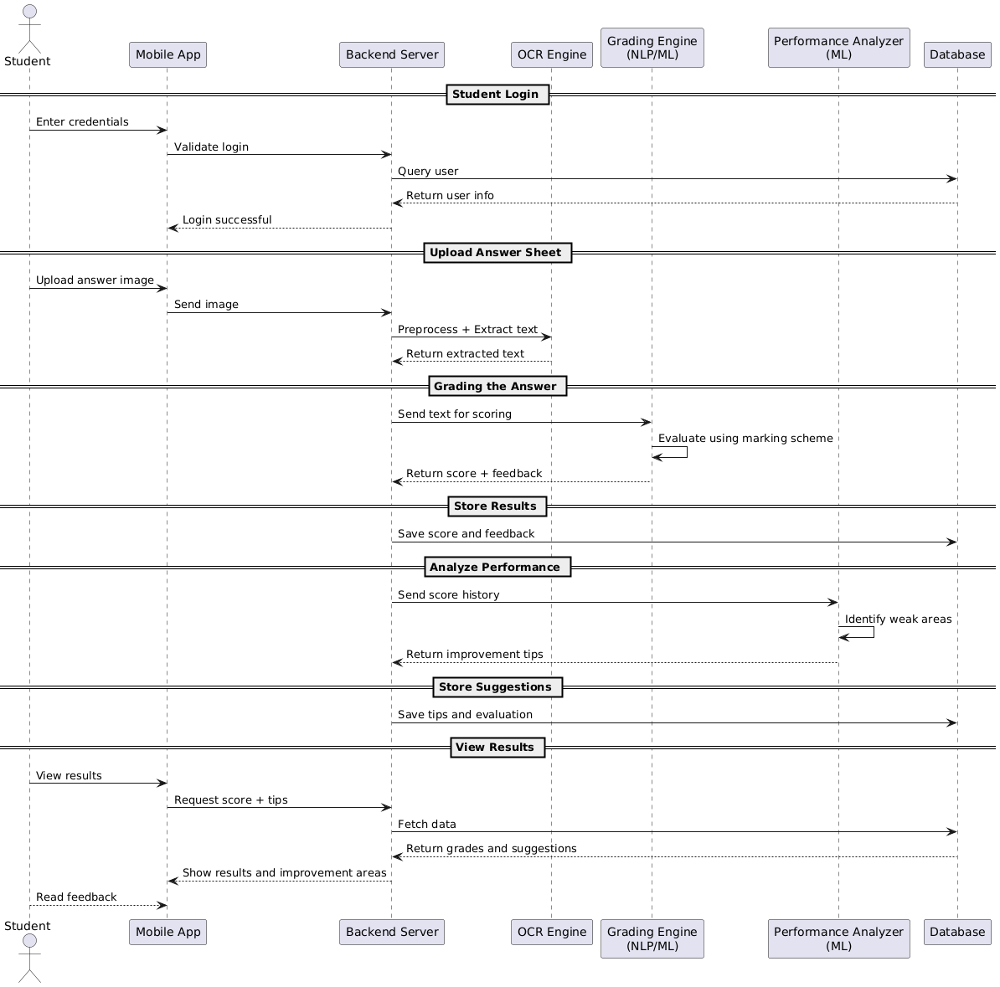 Student
Mobile App
Backend Server
OCR Engine
Grading Engine
(NLP/ML)
Performance Analyzer
(ML)
Database
Student Login
Enter credentials
Validate login
Query user
Return user info
Login successful
Upload Answer Sheet
Upload answer image
Send image
Preprocess + Extract text
Return extracted text
Grading the Answer
Send text for scoring
Evaluate using marking scheme
Return score + feedback
Store Results
Save score and feedback
Analyze Performance
Send score history
Identify weak areas
Return improvement tips
Store Suggestions
Save tips and evaluation
View Results
View results
Request score + tips
Fetch data
Return grades and suggestions
Show results and improvement areas
Read feedback
Student
Mobile App
Backend Server
OCR Engine
Grading Engine
(NLP/ML)
Performance Analyzer
(ML)
Database